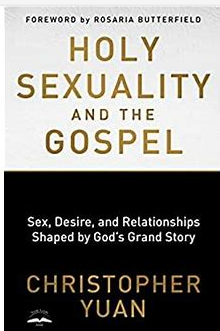 FOREWORD BY ROSARIA BUTTERFIELD
HOLY
SEXUALITY
AND THE
GOSPEL
Sex, Desire, and Relationships
Shaped by God's Grand Story
CHRISTOPHER
YUAN